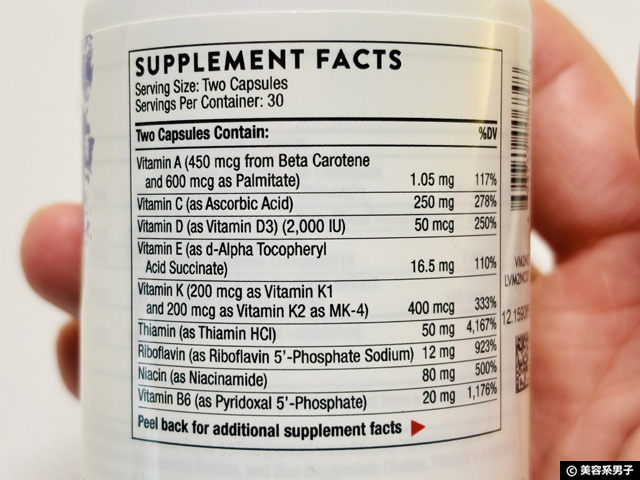 SUPPLEMENT FACTS
Serving Size: Two Capsules
Servings Per Container: 30
Two Capsules Contain: %DV
Vitamin A (450 mcg from Beta Carotene
and 600 mcg as Palmitate) 1.05 mg 117%
Vitamin C (as Ascorbic Acid) 250 mg 278%
Vitamin D (as Vitamin D3) (2,000 IU) 50 mcg 250%
Vitamin E (as d-Alpha Tocopheryl
Acid Succinate) 16.5 mg 110%
Vitamin K (200 mcg as Vitamin K1
and 200 mcg as Vitamin K2 as MK-4) 400 mcg 333%
Thiamin (as Thiamin HCl) 50 mg 4,167%
Riboflavin (as Riboflavin 5'-Phosphate Sodium) 12 mg 923%
Niacin (as Niacinamide) 80 mg 500%
Vitamin B6 (as Pyridoxal 5'-Phosphate) 20 mg 1,176%
Peel back for additional supplement facts
© 美容系男子